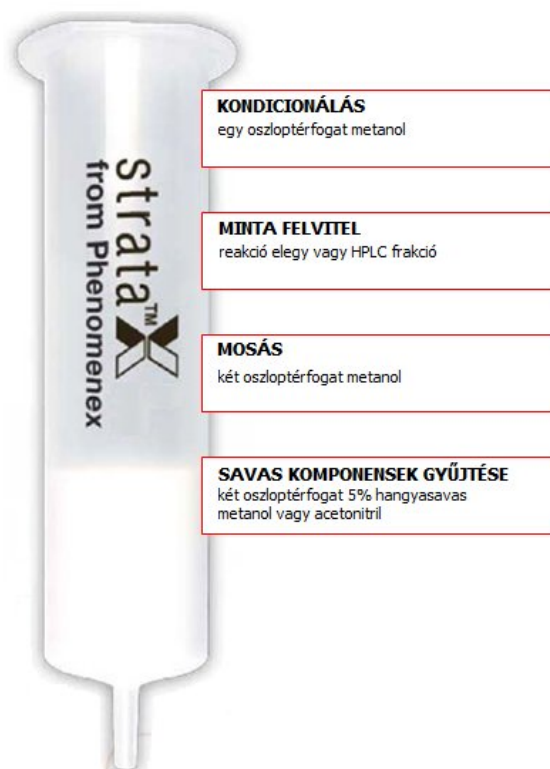 strata™X
from Phenomenex
KONDICIONÁLÁS
egy oszloptérfogat metanol
MINTA FELVITEL
reakció elegy vagy HPLC frakció
MOSÁS
két oszloptérfogat metanol
SAVAS KOMPONENSEK GYŰJTÉSE
két oszloptérfogat 5% hangyasavas
metanol vagy acetonitril